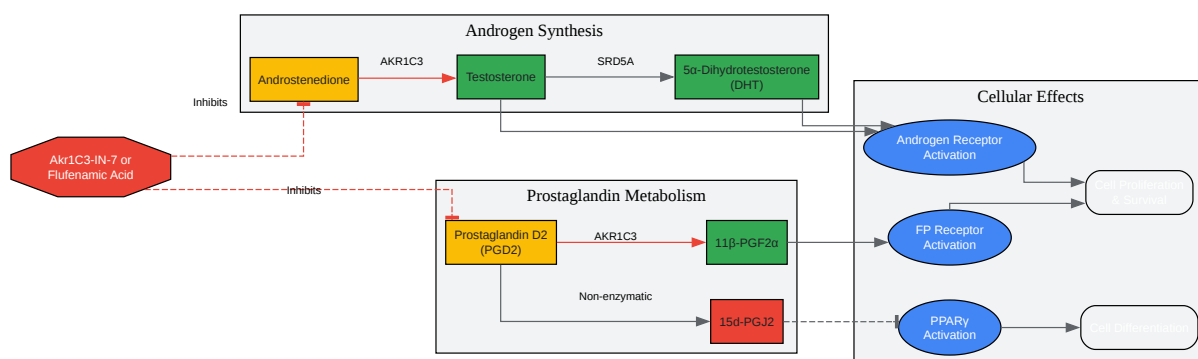 Androgen Synthesis
AKR1C3
SRD5A
Androstenedione
Testosterone
5α-Dihydrotestosterone
(DHT)
Inhibits
Akr1C3-IN-7 or
Flufenamic Acid
Inhibits
Prostaglandin Metabolism
Prostaglandin D2
(PGD2)
AKR1C3
11β-PGF2α
Non-enzymatic
15d-PGJ2
Cellular Effects
Androgen Receptor
Activation
Cell Proliferation
& Survival
FP Receptor
Activation
PPARγ
Activation
Cell Differentiation